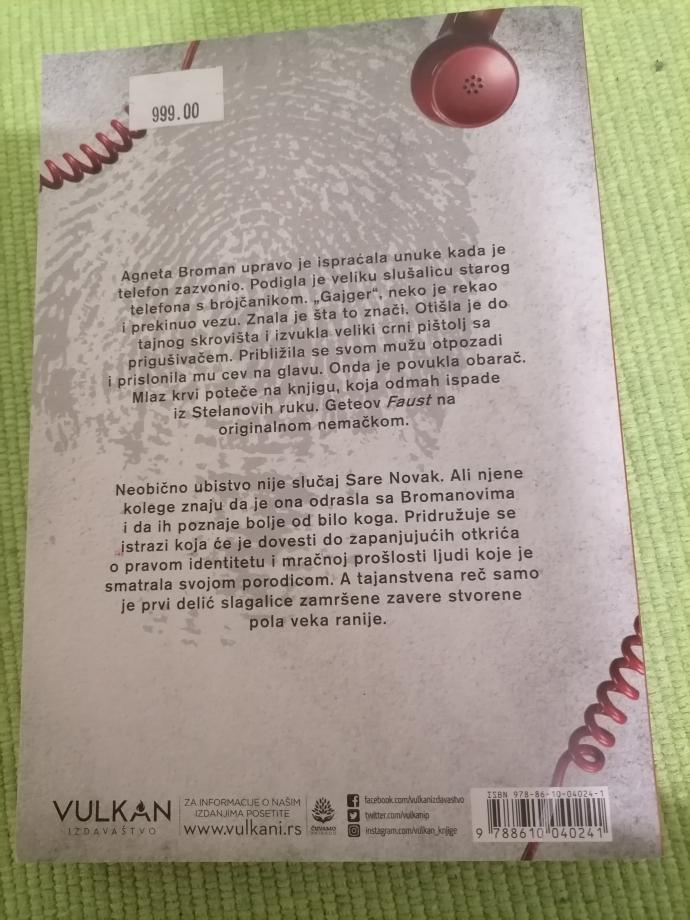 999.00
Agneta Broman upravo je ispraćala unuke kada je
telefon zazvonio. Podigla je veliku slušalicu starog
telefona s brojčanikom. „Gajger“, neko je rekao
i prekinuo vezu. Znala je šta to znači. Otišla je do
tajnog skrovišta i izvukla veliki crni pištolj sa
prigušivačem. Približila se svom mužu otpozadi
i prislonila mu cev na glavu. Onda je povukla obarač.
Mlaz krvi poteče na knjigu, koja odmah ispade
iz Stelanovih ruku. Geteov Faust na
originalnom nemačkom.
Neobično ubistvo nije slučaj Sare Novak. Ali njene
kolege znaju da je ona odrasla sa Bromanovima
i da ih poznaje bolje od bilo koga. Pridružuje se
istrazi koja će je dovesti do zapanjujućih otkrića
o pravom identitetu i mračnoj prošlosti ljudi koje je
smatrala svojom porodicom. A tajanstvena reč samo
je prvi delić slagalice zamršene zavere stvorene
pola veka ranije.
VULKAN
IZDAVAŠTVO
ZA INFORMACIJE O NAŠIM
IZDANJIMA POSETITE
www.vulkani.rs
ČUVAMO
PRIRODU
facebook.com/vulkanizdavastvo
twitter.com/vulkanip
instagram.com/vulkan_knjige
ISBN 978-86-10-04024-1
9 788610 040241